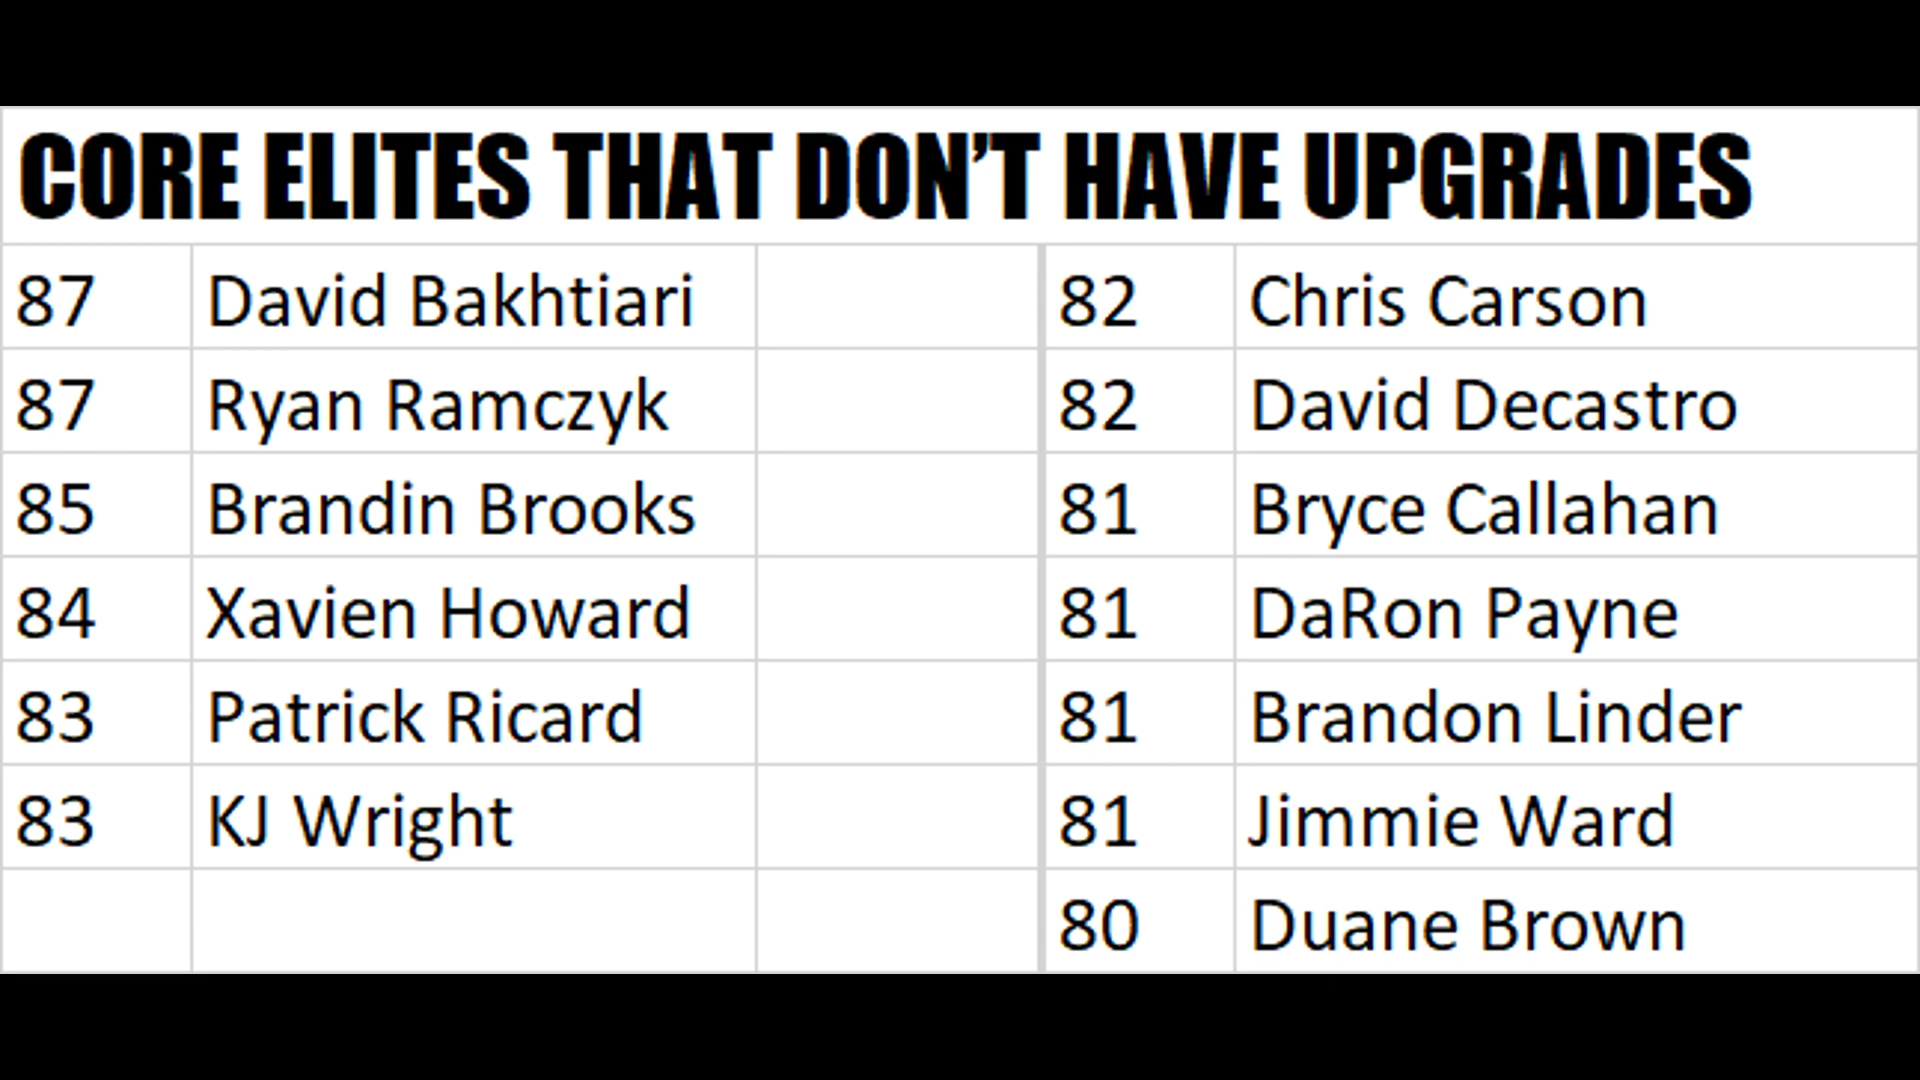 CORE ELITES THAT DON’T HAVE UPGRADES
87 David Bakhtiari 82 Chris Carson
87 Ryan Ramczyk 82 David Decastro
85 Brandin Brooks 81 Bryce Callahan
84 Xavien Howard 81 DaRon Payne
83 Patrick Ricard 81 Brandon Linder
83 KJ Wright 81 Jimmie Ward
80 Duane Brown